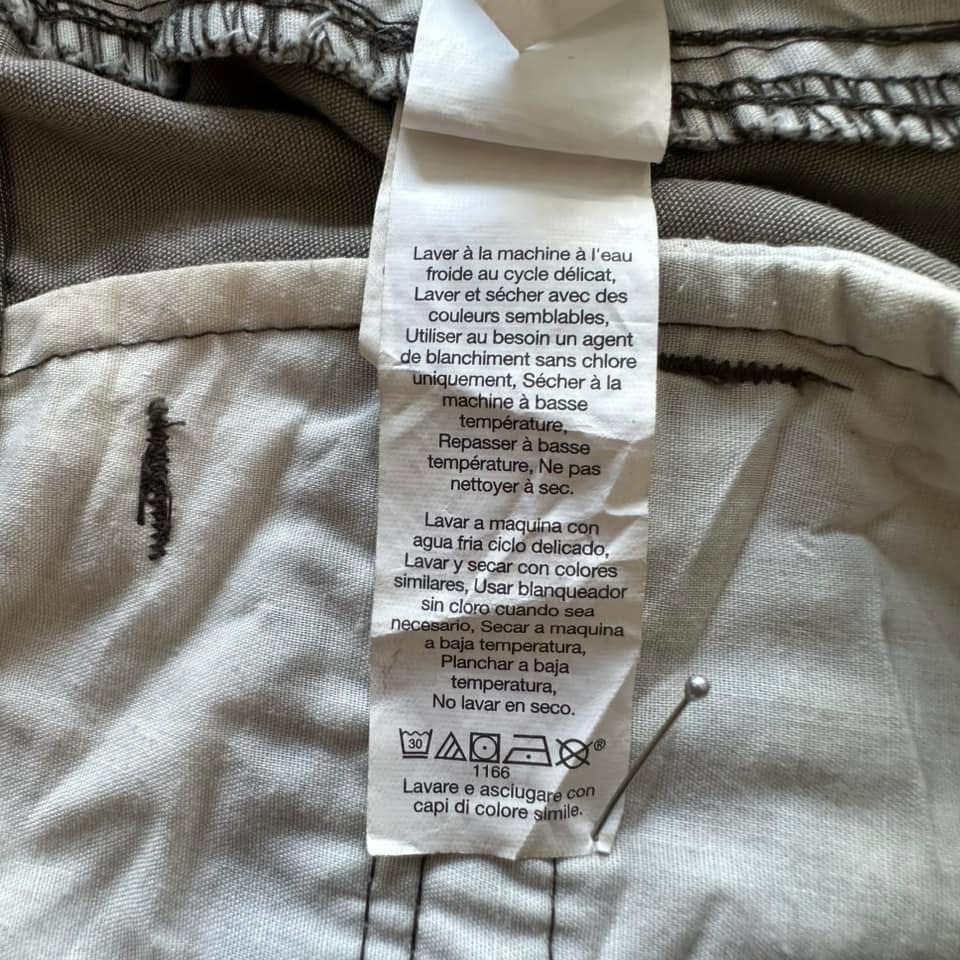 Laver à la machine à l'eau
froide au cycle délicat,
Laver et sécher avec des
couleurs semblables,
Utiliser au besoin un agent
de blanchiment sans chlore
uniquement, Sécher à la
machine à basse
température,
Repasser à basse
température, Ne pas
nettoyer à sec.
Lavar a maquina con
agua fria ciclo delicado,
Lavar y secar con colores
similares, Usar blanqueador
sin cloro cuando sea
necesario, Secar a maquina
a baja temperatura,
Planchar a baja
temperatura,
No lavar en seco.
30 ®
1166
Lavare e asciugare con
capi di colore simile.